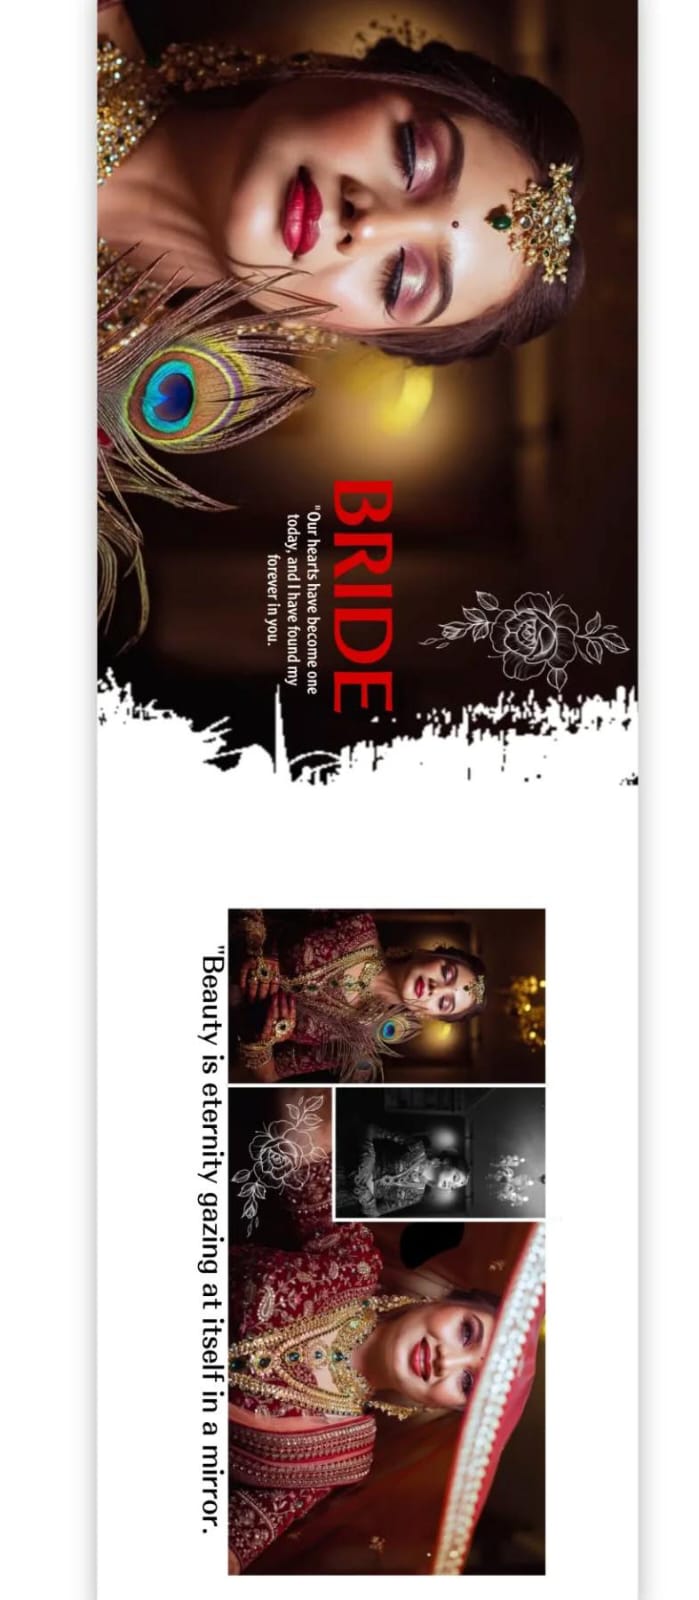 BRIDE
"Our hearts have become one
today, and I have found my
forever in you.
"Beauty is eternity gazing at itself in a mirror.